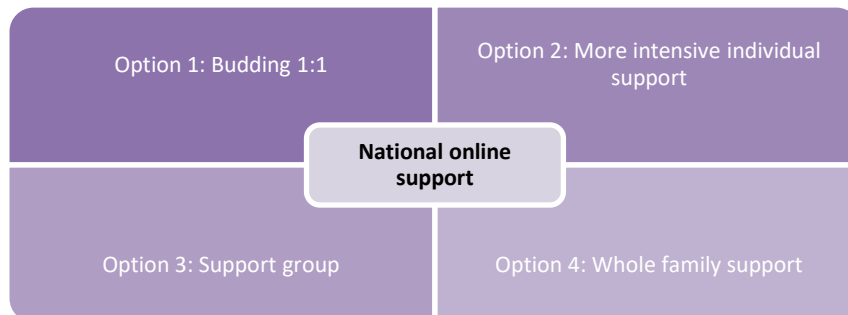 Option 1: Budding 1:1
Option 2: More intensive individual
support
National online
support
Option 3: Support group
Option 4: Whole family support